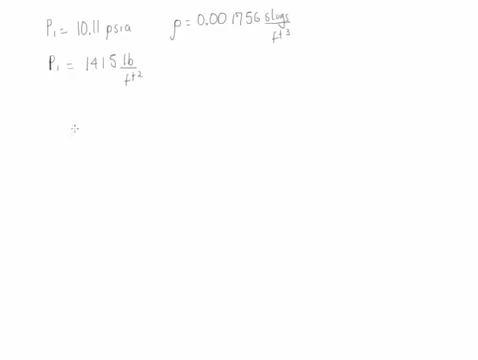 P₁ = 10.11 psia ρ = 0.001756 slugs/ft³
P₁ = 1415 lb/ft²